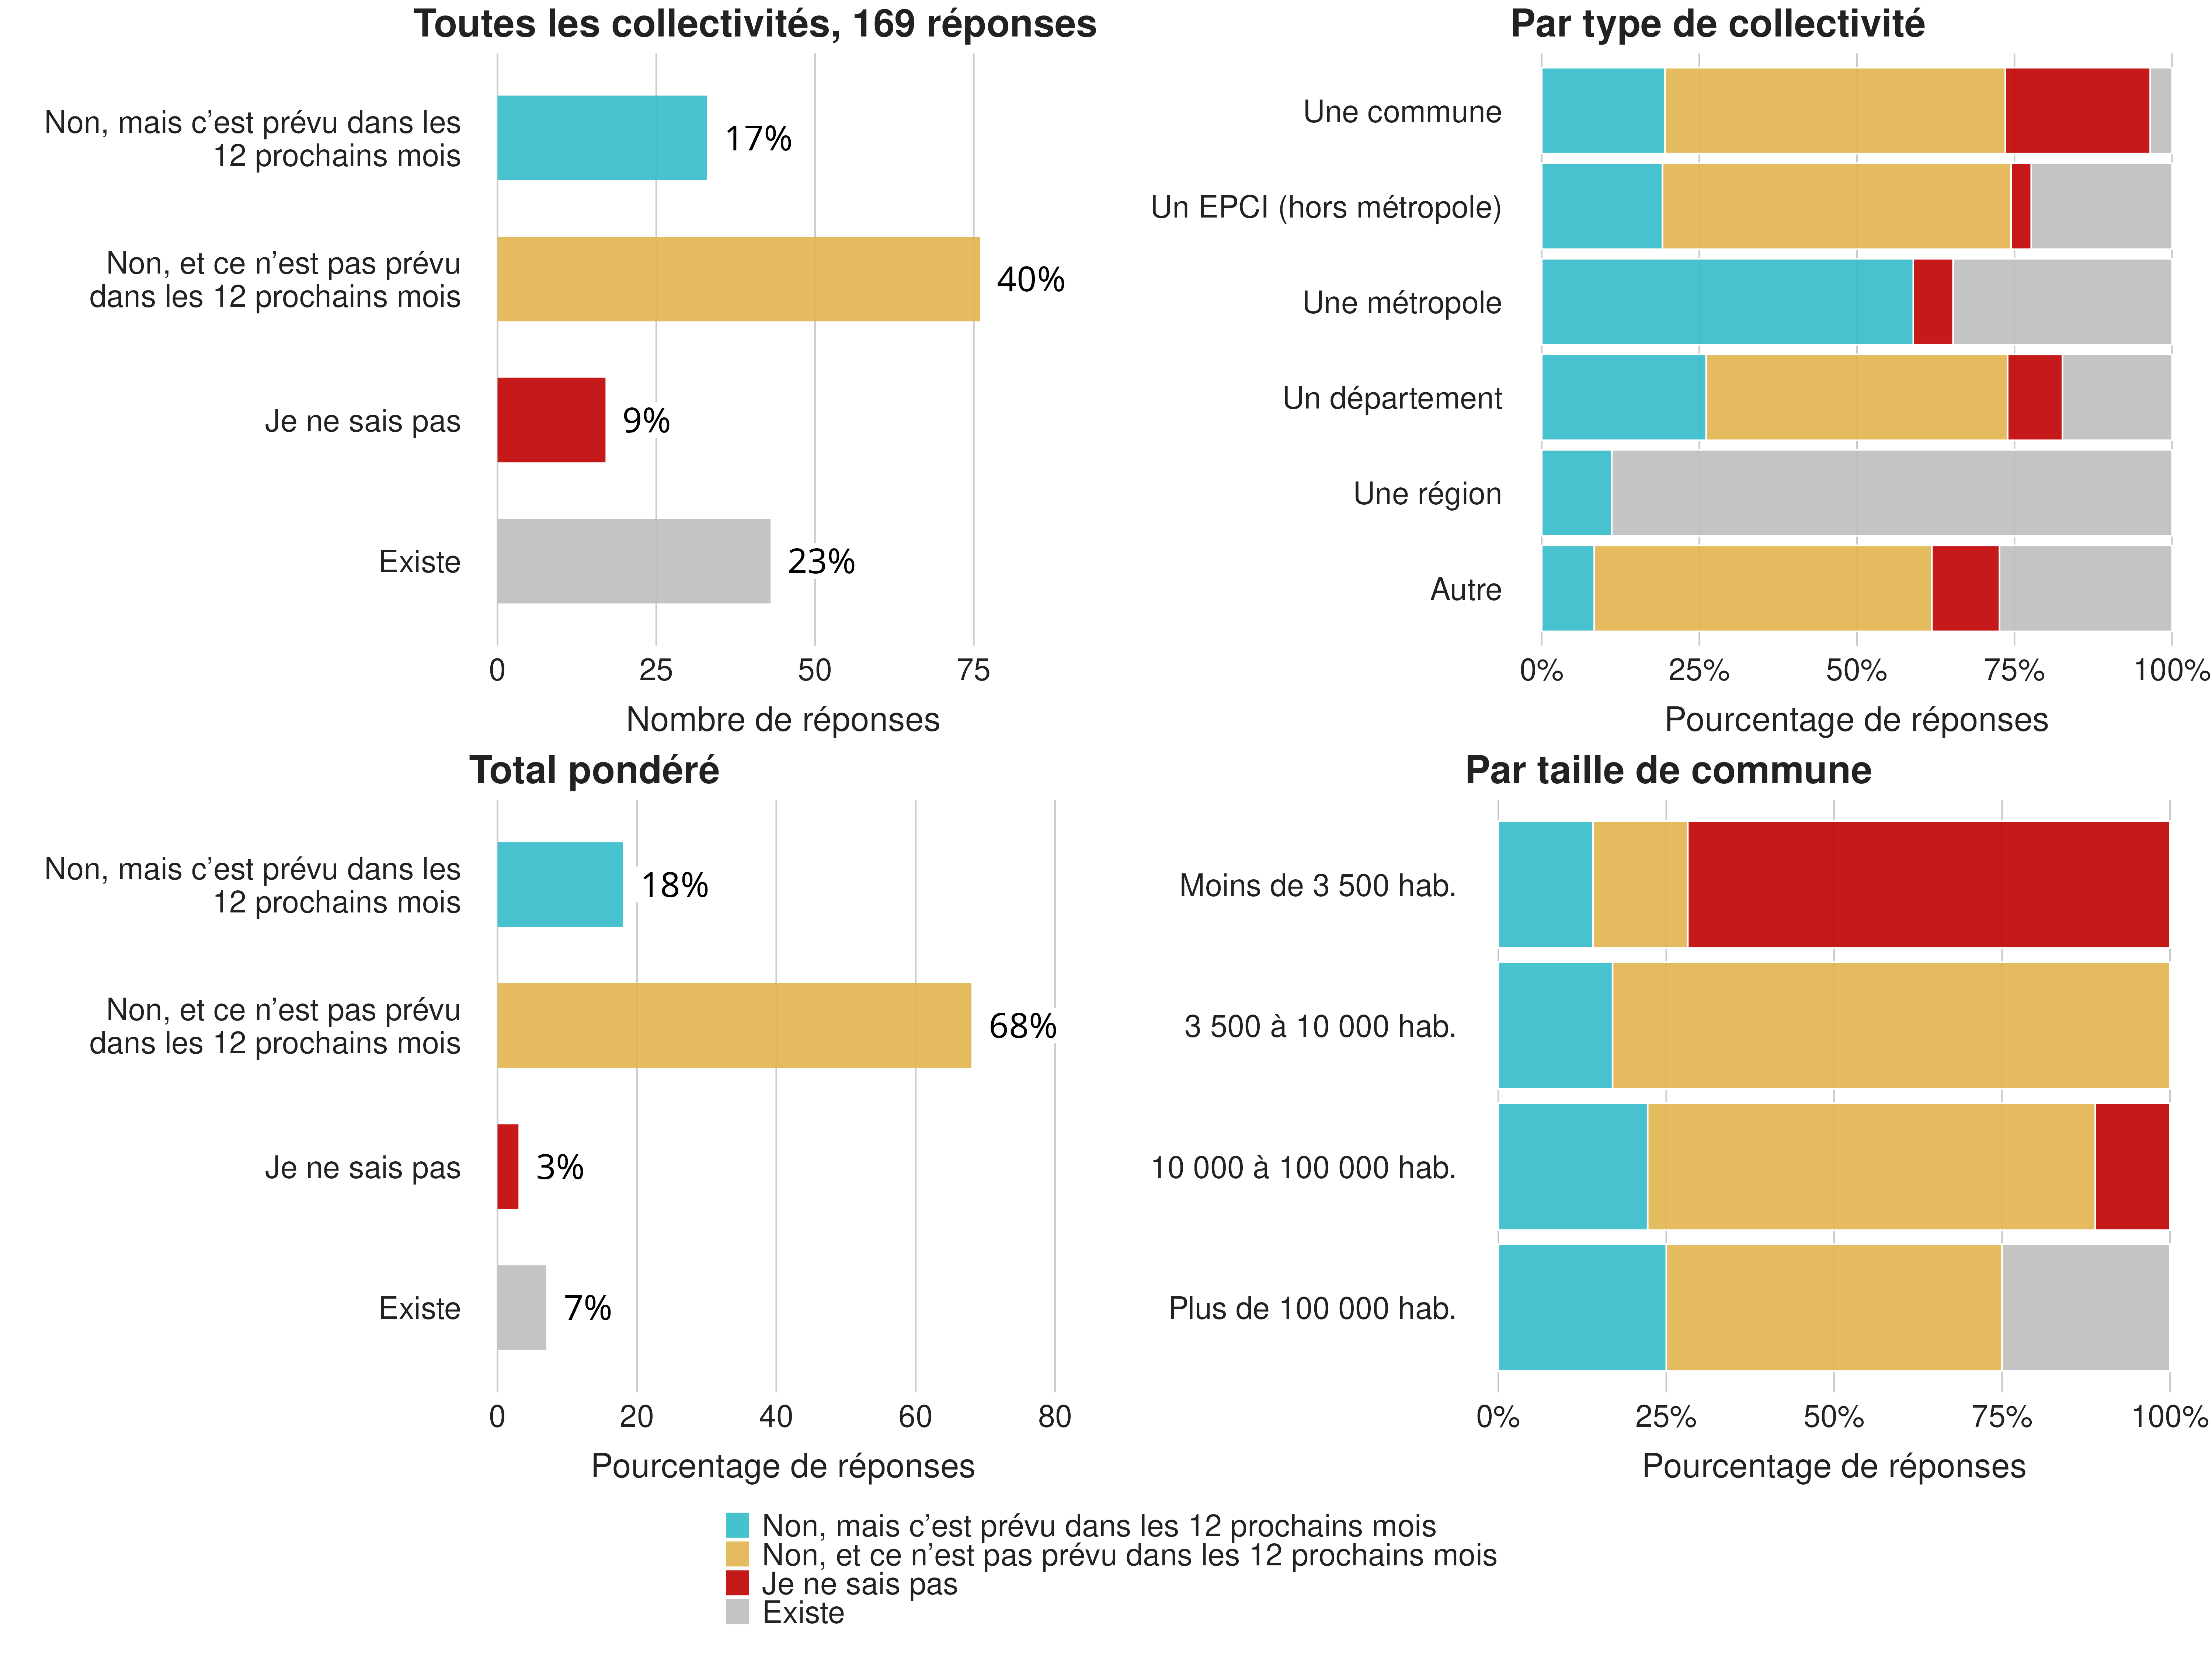 Toutes les collectivités, 169 réponses
Non, mais c’est prévu dans les
12 prochains mois
17%
Non, et ce n’est pas prévu
dans les 12 prochains mois
40%
Je ne sais pas
9%
Existe
23%
0 25 50 75
Nombre de réponses
Par type de collectivité
Une commune
Un EPCI (hors métropole)
Une métropole
Un département
Une région
Autre
0% 25% 50% 75% 100%
Pourcentage de réponses
Total pondéré
Non, mais c’est prévu dans les
12 prochains mois
18%
Non, et ce n’est pas prévu
dans les 12 prochains mois
68%
Je ne sais pas
3%
Existe
7%
0 20 40 60 80
Pourcentage de réponses
Par taille de commune
Moins de 3 500 hab.
3 500 à 10 000 hab.
10 000 à 100 000 hab.
Plus de 100 000 hab.
0% 25% 50% 75% 100%
Pourcentage de réponses
Non, mais c’est prévu dans les 12 prochains mois
Non, et ce n’est pas prévu dans les 12 prochains mois
Je ne sais pas
Existe